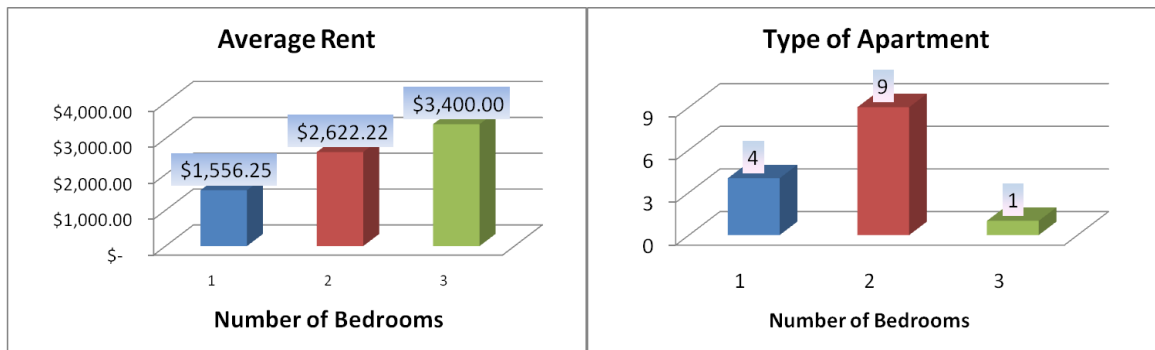 Average Rent
$4,000.00
$3,000.00
$2,000.00
$1,000.00
$-
$1,556.25
$2,622.22
$3,400.00
1 2 3
Number of Bedrooms
Type of Apartment
9
6
3
0
4
9
1
1 2 3
Number of Bedrooms